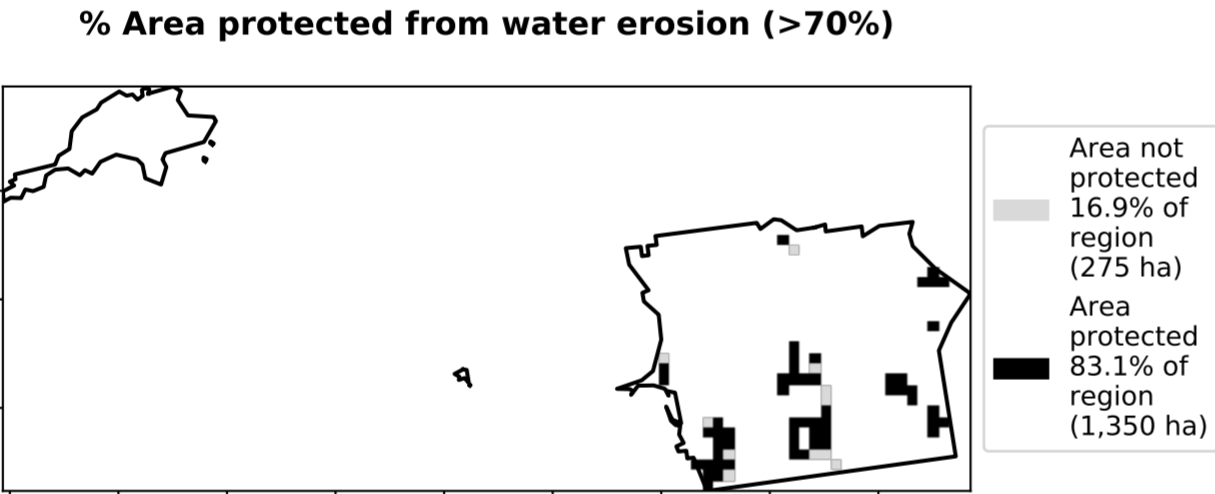 % Area protected from water erosion (>70%)
Area not
protected
16.9% of
region
(275 ha)
Area
protected
83.1% of
region
(1,350 ha)